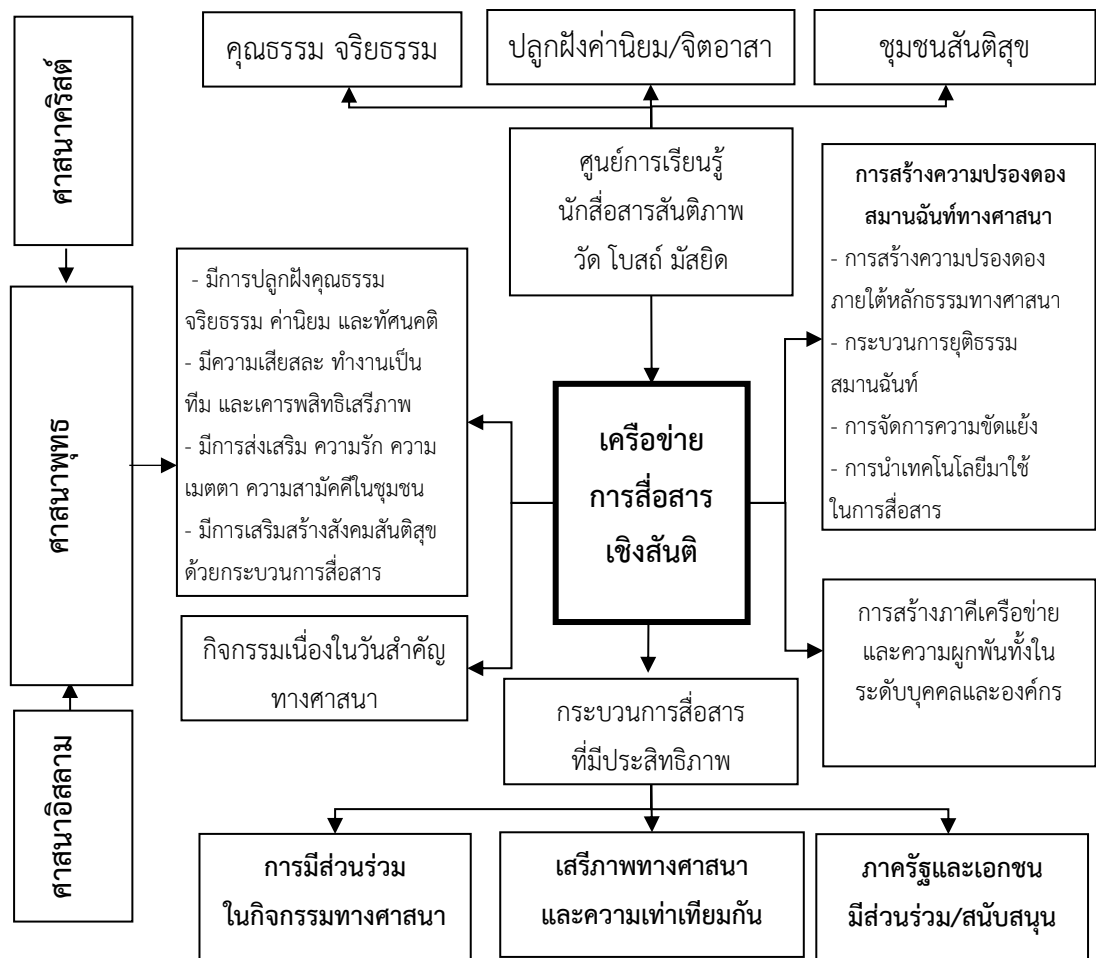 คุณธรรม จริยธรรม
ปลูกฝังค่านิยม/จิตอาสา
ชุมชนสันติสุข
ศาสนาคริสต์
ศูนย์การเรียนรู้
นักสื่อสารสันติภาพ
วัด โบสถ์ มัสยิด
การสร้างความปรองดอง
สมานฉันท์ทางศาสนา
- การสร้างความปรองดอง
ภายใต้หลักธรรมทางศาสนา
- กระบวนการยุติธรรม
สมานฉันท์
- การจัดการความขัดแย้ง
- การนำเทคโนโลยีมาใช้
ในการสื่อสาร
ศาสนาพุทธ
- มีการปลูกฝังคุณธรรม
จริยธรรม ค่านิยม และทัศนคติ
- มีความเสียสละ ทำงานเป็น
ทีม และเคารพสิทธิเสรีภาพ
- มีการส่งเสริม ความรัก ความ
เมตตา ความสามัคคีในชุมชน
- มีการเสริมสร้างสังคมสันติสุข
ด้วยกระบวนการสื่อสาร
เครือข่าย
การสื่อสาร
เชิงสันติ
กิจกรรมเนื่องในวันสำคัญ
ทางศาสนา
การสร้างภาคีเครือข่าย
และความผูกพันทั้งใน
ระดับบุคคลและองค์กร
กระบวนการสื่อสาร
ที่มีประสิทธิภาพ
ศาสนาอิสลาม
การมีส่วนร่วม
ในกิจกรรมทางศาสนา
เสรีภาพทางศาสนา
และความเท่าเทียมกัน
ภาครัฐและเอกชน
มีส่วนร่วม/สนับสนุน